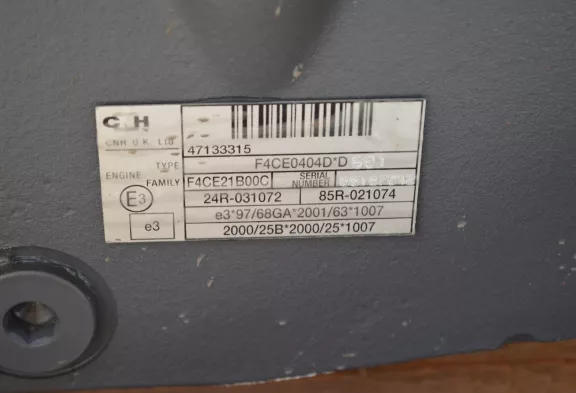 CNH
CNH U.K. Ltd
47133315
TYPE F4CE0404D*D 601
ENGINE
FAMILY F4CE21B00C SERIAL NUMBER
E3 24R-031072 85R-021074
e3*97/68GA*2001/63*1007
e3 2000/25B*2000/25*1007